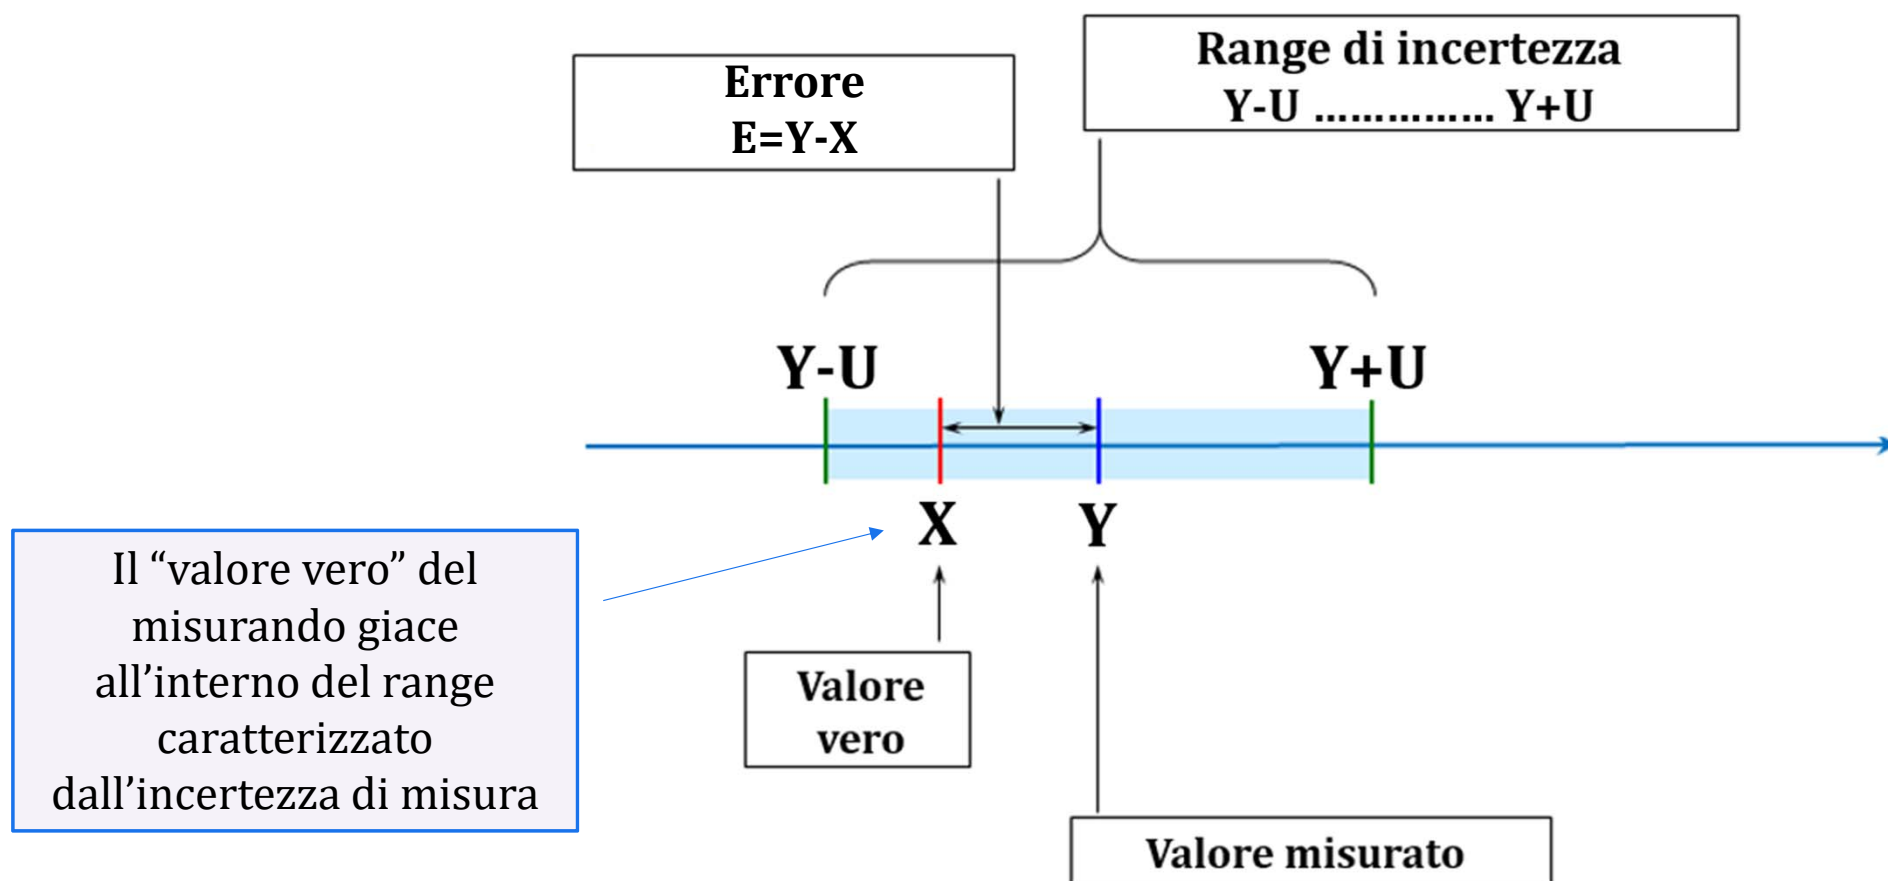 Errore
E=Y-X
Range di incertezza
Y-U ............... Y+U
Y-U
Y+U
X
Y
Il “valore vero” del
misurando giace
all’interno del range
caratterizzato
dall’incertezza di misura
Valore
vero
Valore misurato